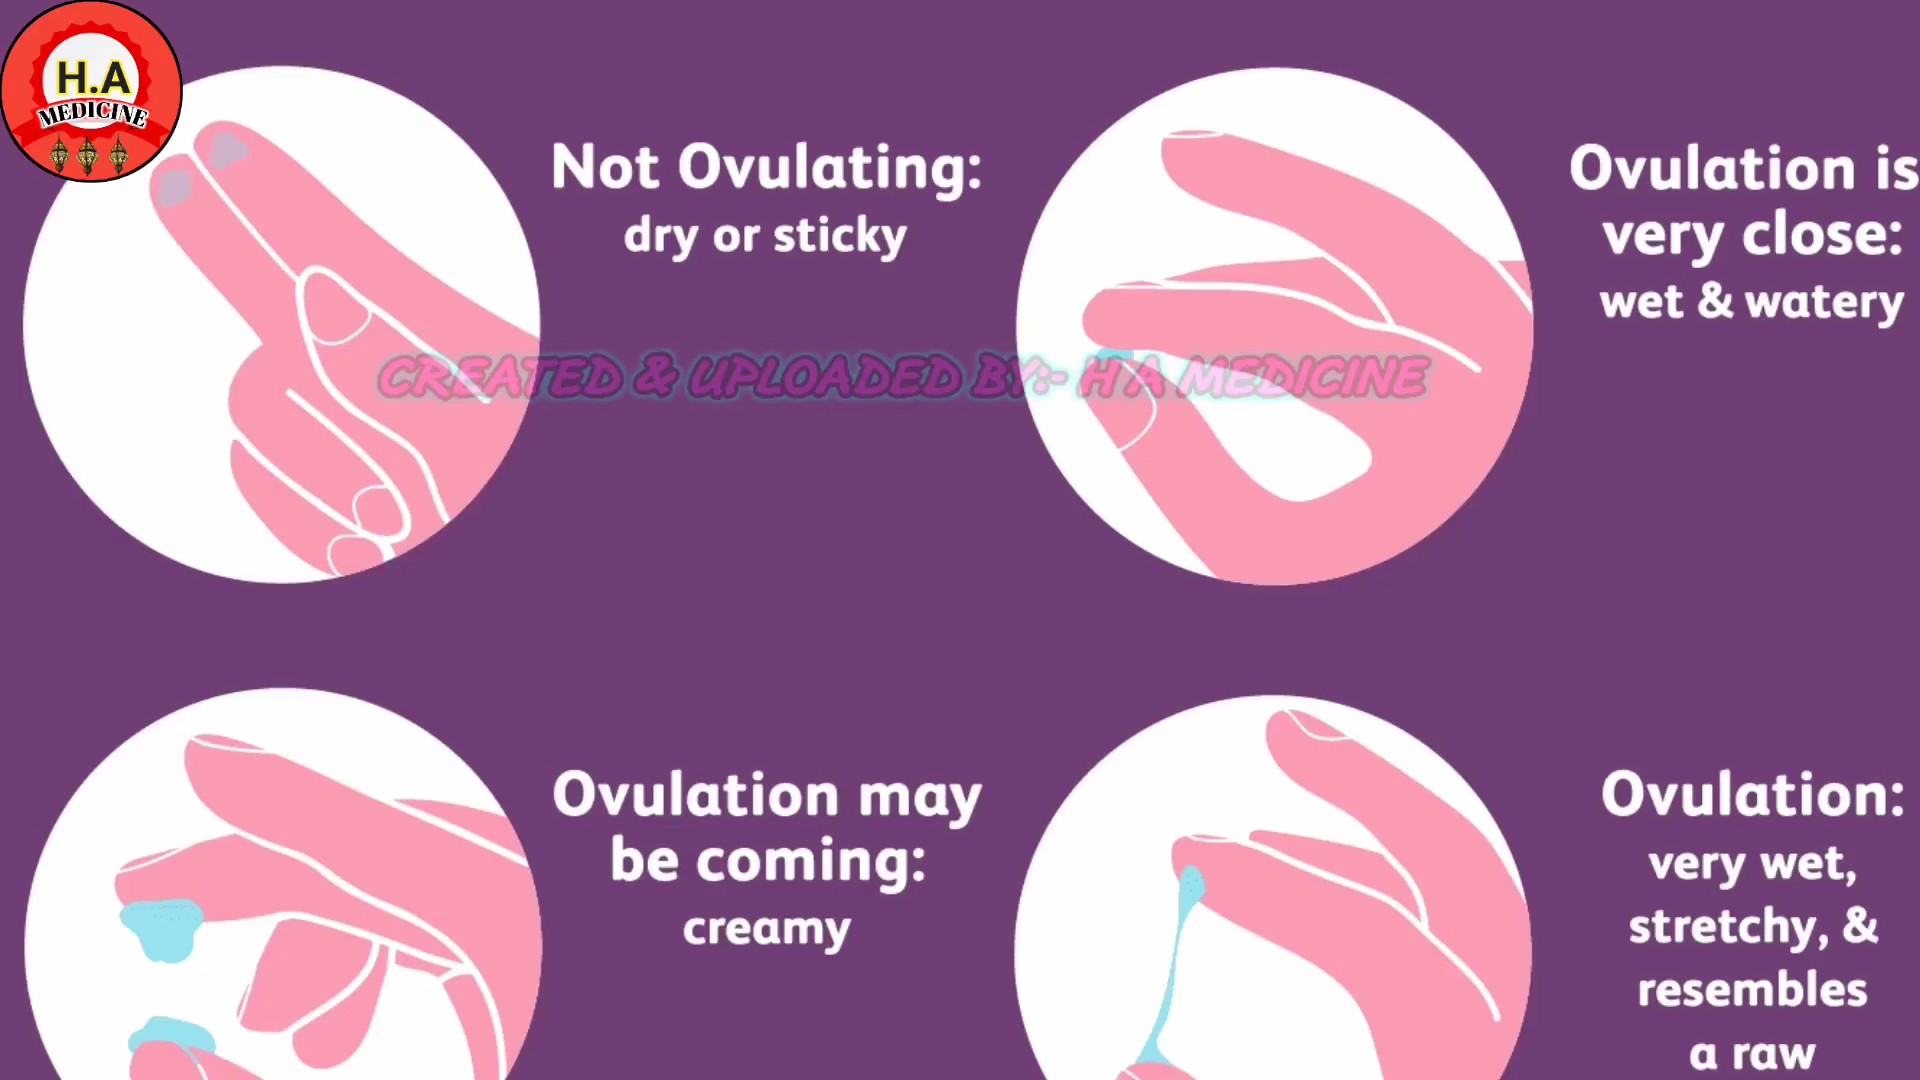 H.A
MEDICINE
Not Ovulating:
dry or sticky
Ovulation is
very close:
wet & watery
CREATED & UPLOADED BY:- H A MEDICINE
Ovulation may
be coming:
creamy
Ovulation:
very wet,
stretchy, &
resembles
a raw